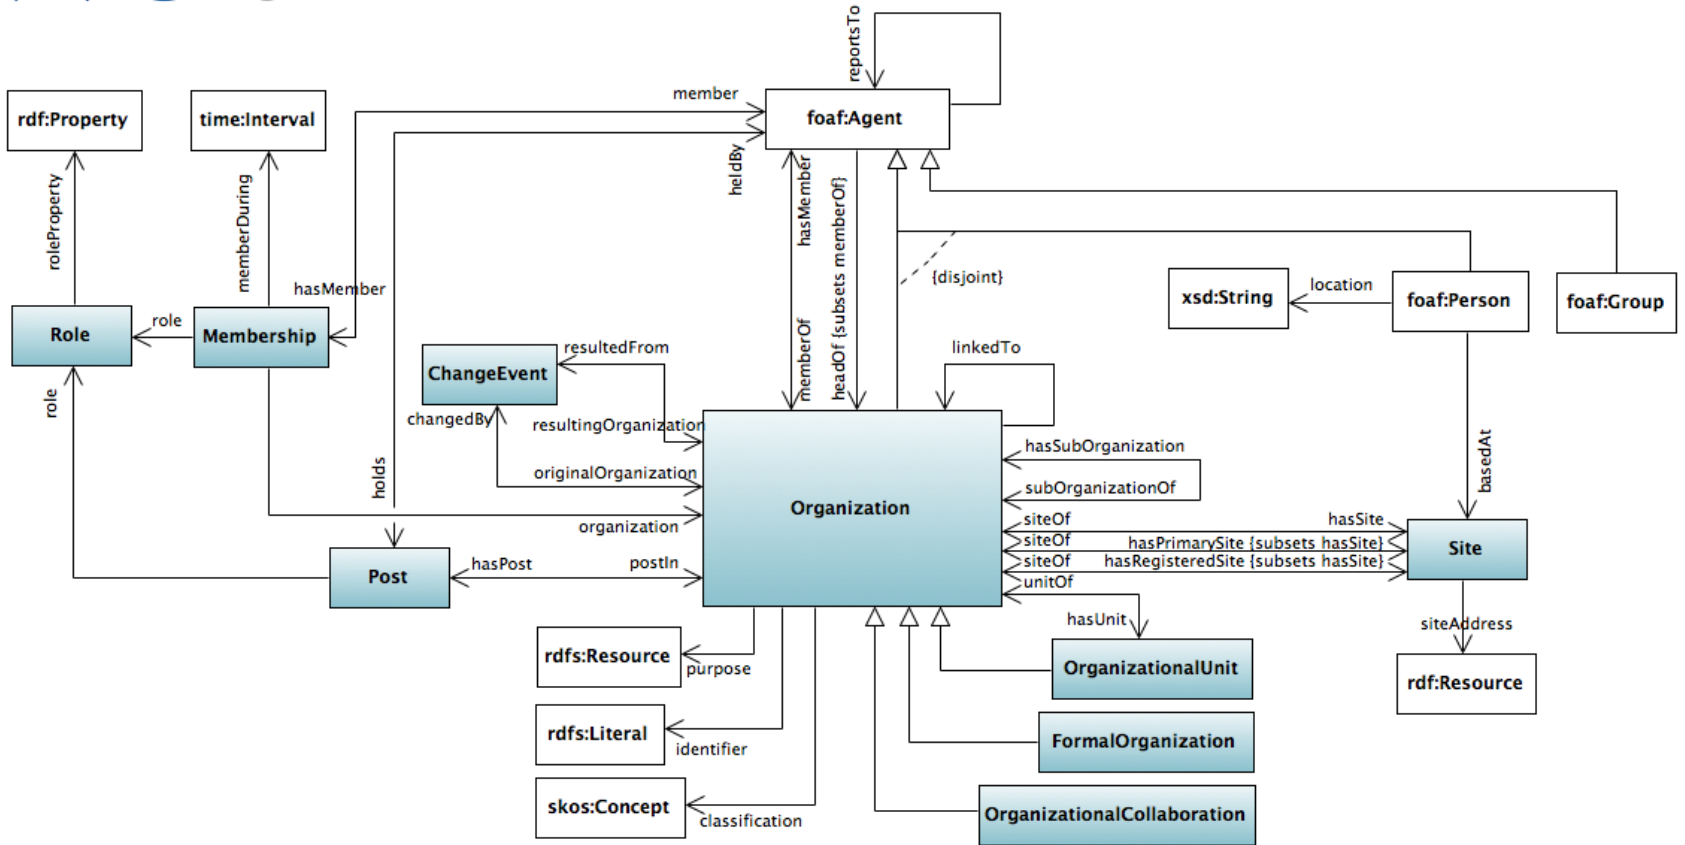 reportsTo
member
foaf:Agent
rdf:Property
time:Interval
heldBy
hasMember
headOf {subsets memberOf}
roleProperty
memberDuring
hasMember
{disjoint}
xsd:String
location
foaf:Person
foaf:Group
Role
role
Membership
resultedFrom
memberOf
linkedTo
ChangeEvent
role
changedBy
resultingOrganization
hasSubOrganization
originalOrganization
holds
subOrganizationOf
basedAt
Organization
organization
siteOf
hasSite
siteOf
hasPrimarySite {subsets hasSite}
siteOf
hasRegisteredSite {subsets hasSite}
Site
Post
hasPost
postIn
unitOf
hasUnit
siteAddress
rdfs:Resource
purpose
OrganizationalUnit
rdf:Resource
rdfs:Literal
identifier
FormalOrganization
skos:Concept
classification
OrganizationalCollaboration